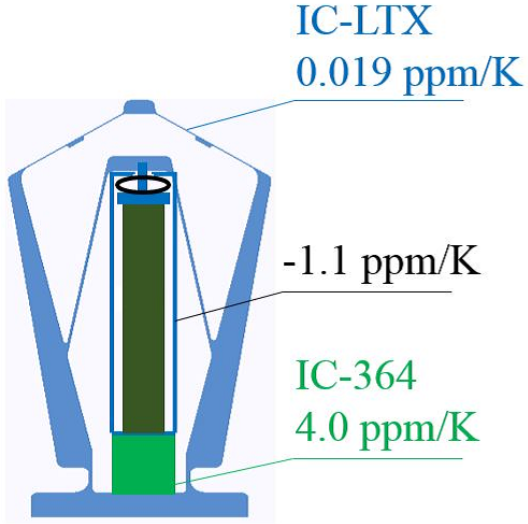 IC-LTX
0.019 ppm/K
-1.1 ppm/K
IC-364
4.0 ppm/K